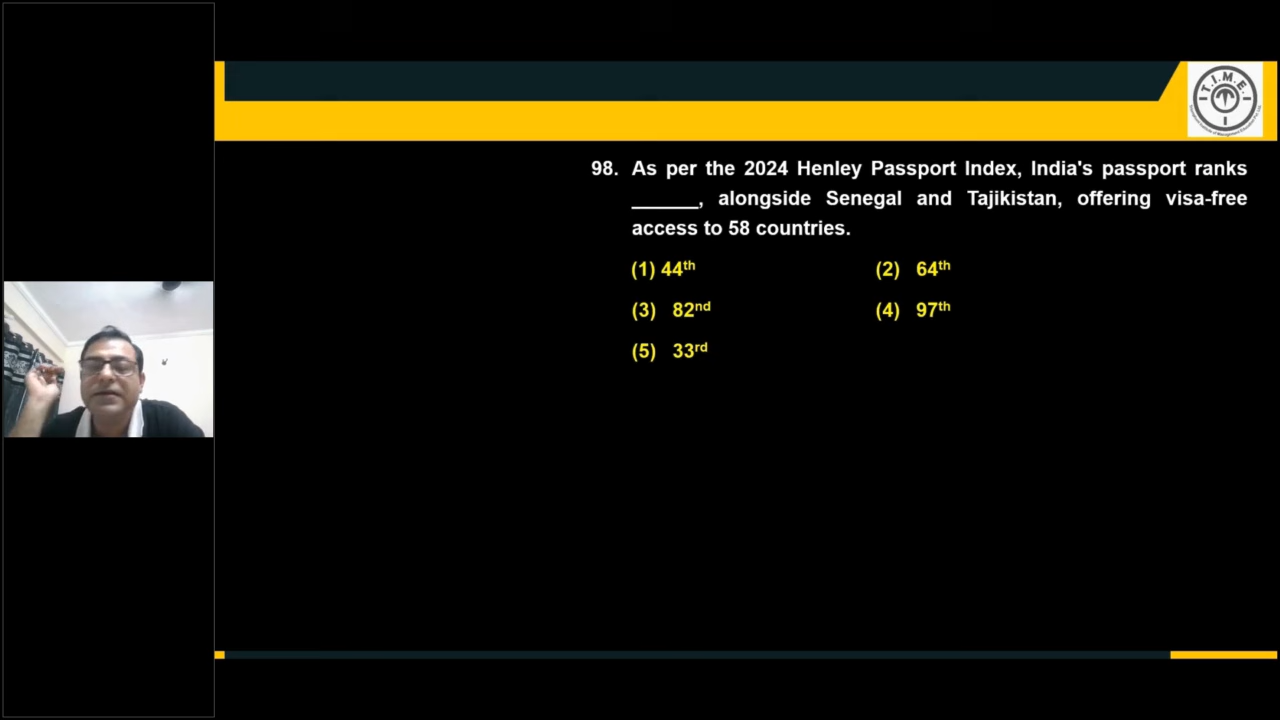 T.I.M.E.
98. As per the 2024 Henley Passport Index, India's passport ranks
______, alongside Senegal and Tajikistan, offering visa-free
access to 58 countries.
(1) 44th (2) 64th
(3) 82nd (4) 97th
(5) 33rd